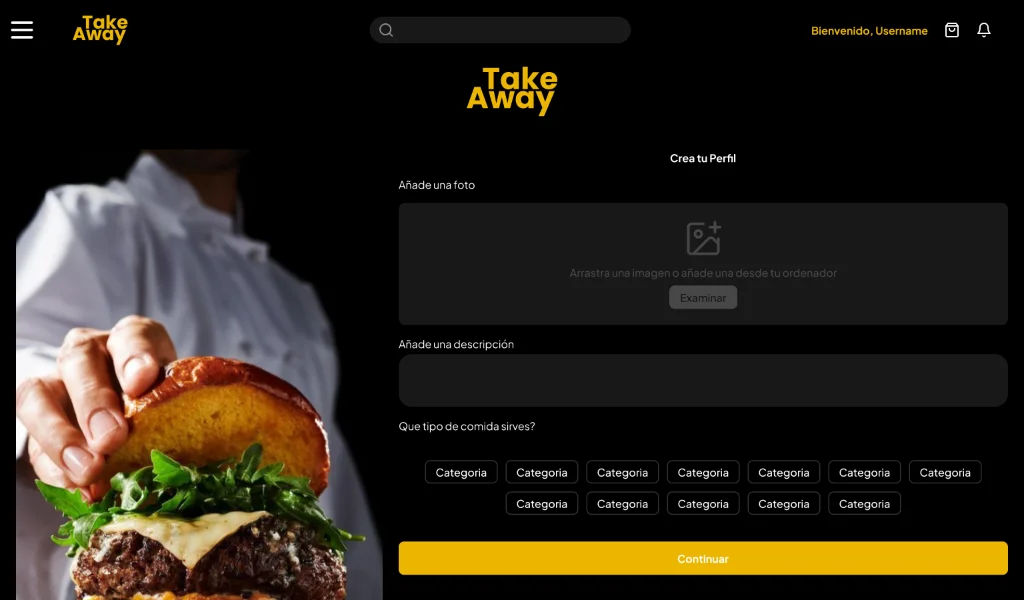 Take
Away
Bienvenido, Username
Take
Away
Crea tu Perfil
Añade una foto
Arrastra una imagen o añade una desde tu ordenador
Examinar
Añade una descripción
Que tipo de comida sirves?
Categoria Categoria Categoria Categoria Categoria Categoria Categoria
Categoria Categoria Categoria Categoria Categoria
Continuar